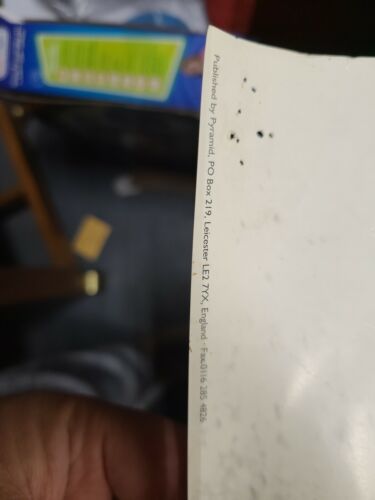 Published by Pyramid, PO Box 219, Leicester LE2 7YX, England · Fax.0116 285 4826